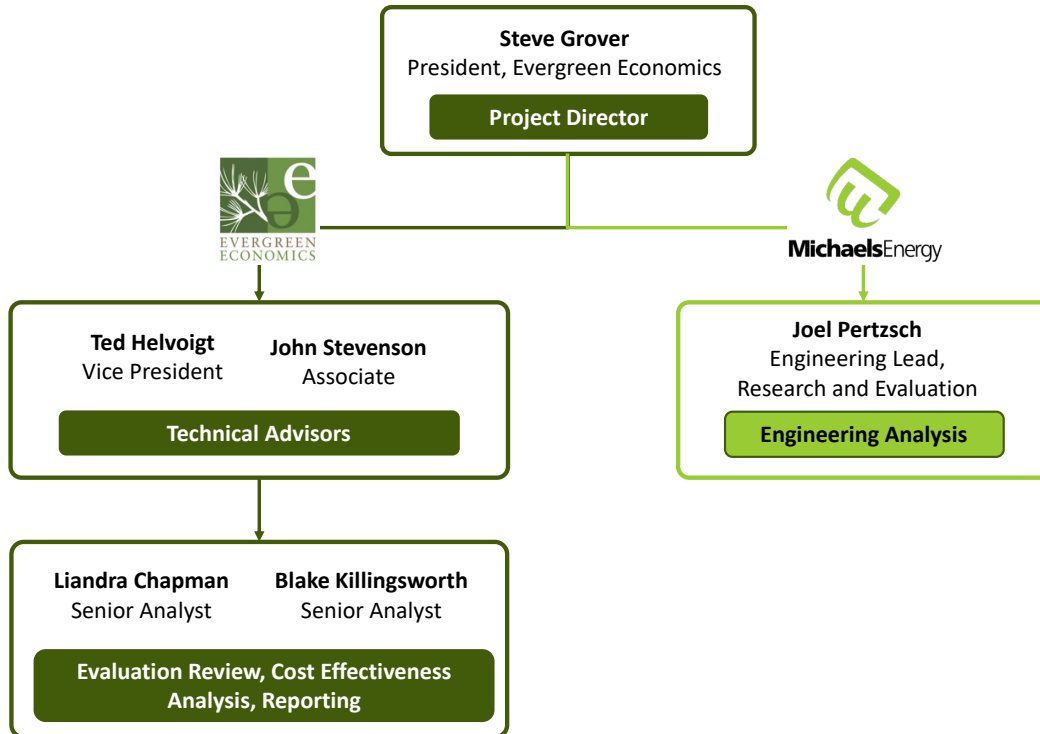 Steve Grover
President, Evergreen Economics
Project Director
e
e
EVERGREEN
ECONOMICS
MichaelsEnergy
Ted Helvoigt
Vice President
John Stevenson
Associate
Technical Advisors
Joel Pertzsch
Engineering Lead,
Research and Evaluation
Engineering Analysis
Liandra Chapman
Senior Analyst
Blake Killingsworth
Senior Analyst
Evaluation Review, Cost Effectiveness
Analysis, Reporting